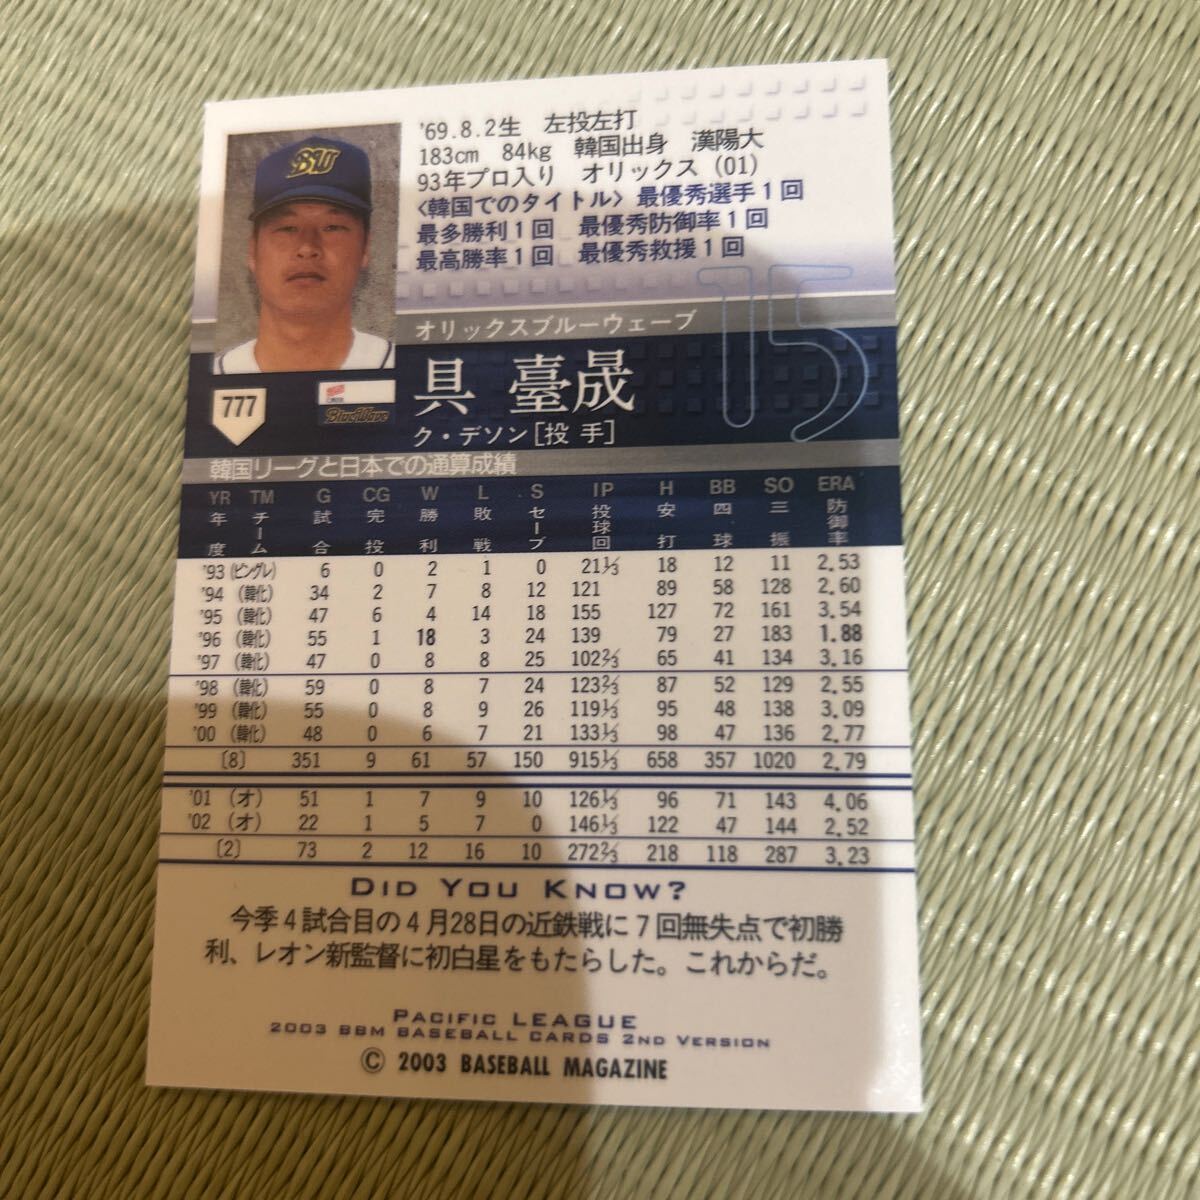 '69.8.2生　左投左打
183cm　84kg　韓国出身　漢陽大
93年プロ入り　オリックス (01)
<韓国でのタイトル> 最優秀選手1回
最多勝利1回　最優秀防御率1回
最高勝率1回　最優秀救援1回
BW
15
オリックスブルーウェーブ
777
BlueWave
具 臺晟
ク・デソン[投 手]
韓国リーグと日本での通算成績
YR TM G CG W L S IP H BB SO ERA
年度 チーム 試合 完投 勝利 敗戦 セーブ 投球回 安打 四球 三振 防御率
'93 (ピングレ) 6 0 2 1 0 21⅓ 18 12 11 2.53
'94 (韓化) 34 2 7 8 12 121 89 58 128 2.60
'95 (韓化) 47 6 4 14 18 155 127 72 161 3.54
'96 (韓化) 55 1 18 3 24 139 79 27 183 1.88
'97 (韓化) 47 0 8 8 25 102⅔ 65 41 134 3.16
'98 (韓化) 59 0 8 7 24 123⅔ 87 52 129 2.55
'99 (韓化) 55 0 8 9 26 119⅓ 95 48 138 3.09
'00 (韓化) 48 0 6 7 21 133⅓ 98 47 136 2.77
[8] 351 9 61 57 150 915⅓ 658 357 1020 2.79
'01 (オ) 51 1 7 9 10 126⅓ 96 71 143 4.06
'02 (オ) 22 1 5 7 0 146⅓ 122 47 144 2.52
[2] 73 2 12 16 10 272⅔ 218 118 287 3.23
DID YOU KNOW?
今季4試合目の4月28日の近鉄戦に7回無失点で初勝
利、レオン新監督に初白星をもたらした。これからだ。
PACIFIC LEAGUE
2003 BBM BASEBALL CARDS 2ND VERSION
© 2003 BASEBALL MAGAZINE